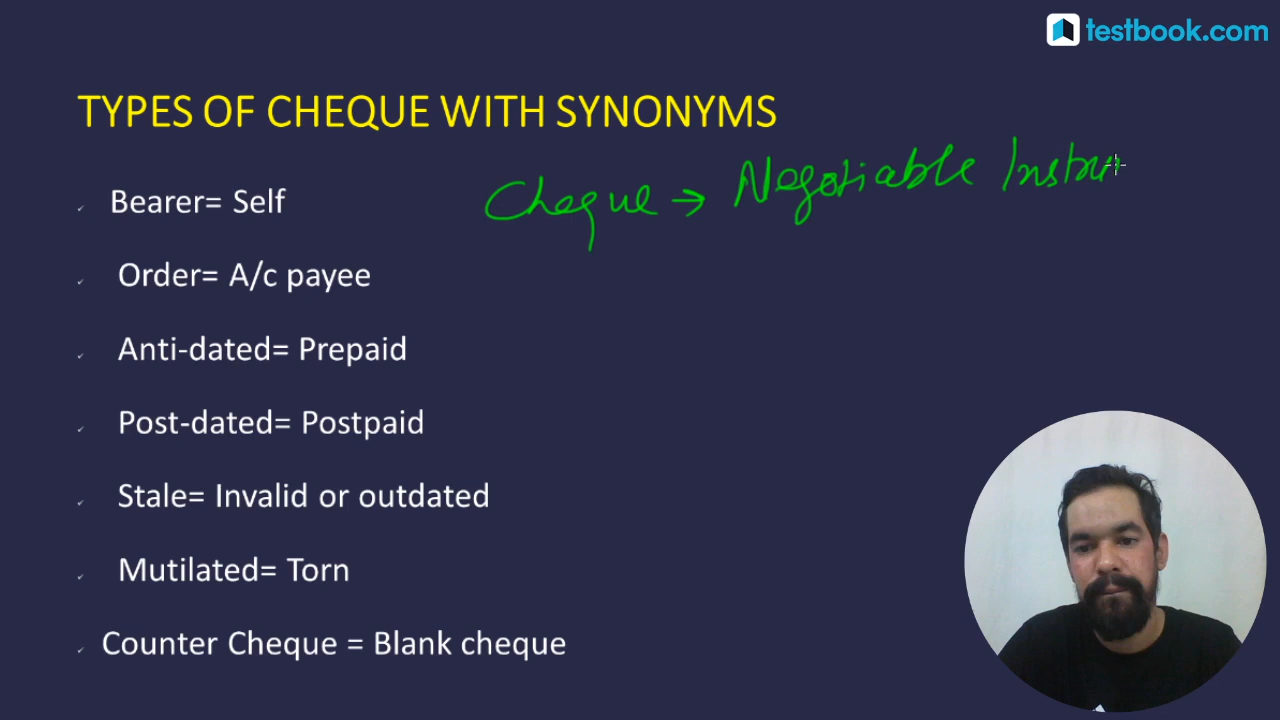 testbook.com
TYPES OF CHEQUE WITH SYNONYMS
Cheque → Negotiable Instru
✓ Bearer= Self
✓ Order= A/c payee
✓ Anti-dated= Prepaid
✓ Post-dated= Postpaid
✓ Stale= Invalid or outdated
✓ Mutilated= Torn
✓ Counter Cheque = Blank cheque